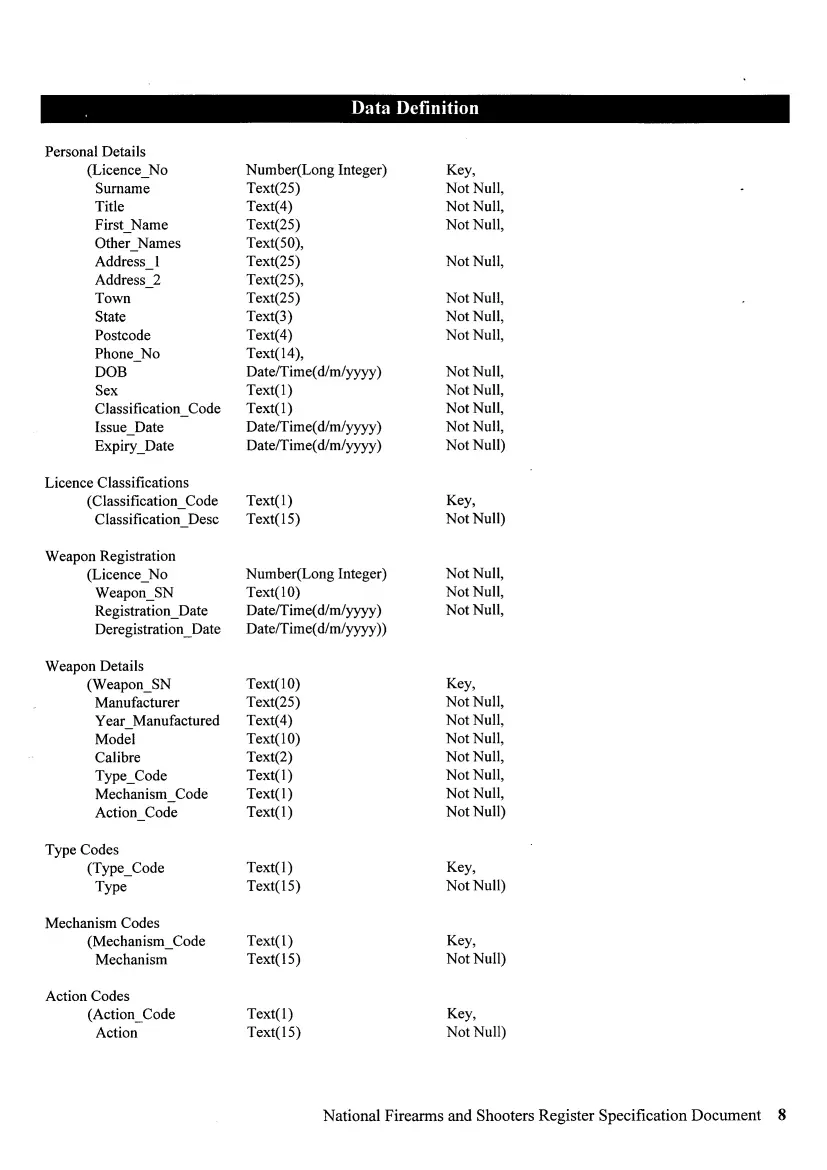 Data Definition
Personal Details
(Licence_No Number(Long Integer) Key,
Surname Text(25) Not Null,
Title Text(4) Not Null,
First_Name Text(25) Not Null,
Other_Names Text(50),
Address_1 Text(25) Not Null,
Address_2 Text(25),
Town Text(25) Not Null,
State Text(3) Not Null,
Postcode Text(4) Not Null,
Phone_No Text(14),
DOB Date/Time(d/m/yyyy) Not Null,
Sex Text(1) Not Null,
Classification_Code Text(1) Not Null,
Issue_Date Date/Time(d/m/yyyy) Not Null,
Expiry_Date Date/Time(d/m/yyyy) Not Null)
Licence Classifications
(Classification_Code Text(1) Key,
Classification_Desc Text(15) Not Null)
Weapon Registration
(Licence_No Number(Long Integer) Not Null,
Weapon_SN Text(10) Not Null,
Registration_Date Date/Time(d/m/yyyy) Not Null,
Deregistration_Date Date/Time(d/m/yyyy))
Weapon Details
(Weapon_SN Text(10) Key,
Manufacturer Text(25) Not Null,
Year_Manufactured Text(4) Not Null,
Model Text(10) Not Null,
Calibre Text(2) Not Null,
Type_Code Text(1) Not Null,
Mechanism_Code Text(1) Not Null,
Action_Code Text(1) Not Null)
Type Codes
(Type_Code Text(1) Key,
Type Text(15) Not Null)
Mechanism Codes
(Mechanism_Code Text(1) Key,
Mechanism Text(15) Not Null)
Action Codes
(Action_Code Text(1) Key,
Action Text(15) Not Null)
National Firearms and Shooters Register Specification Document 8